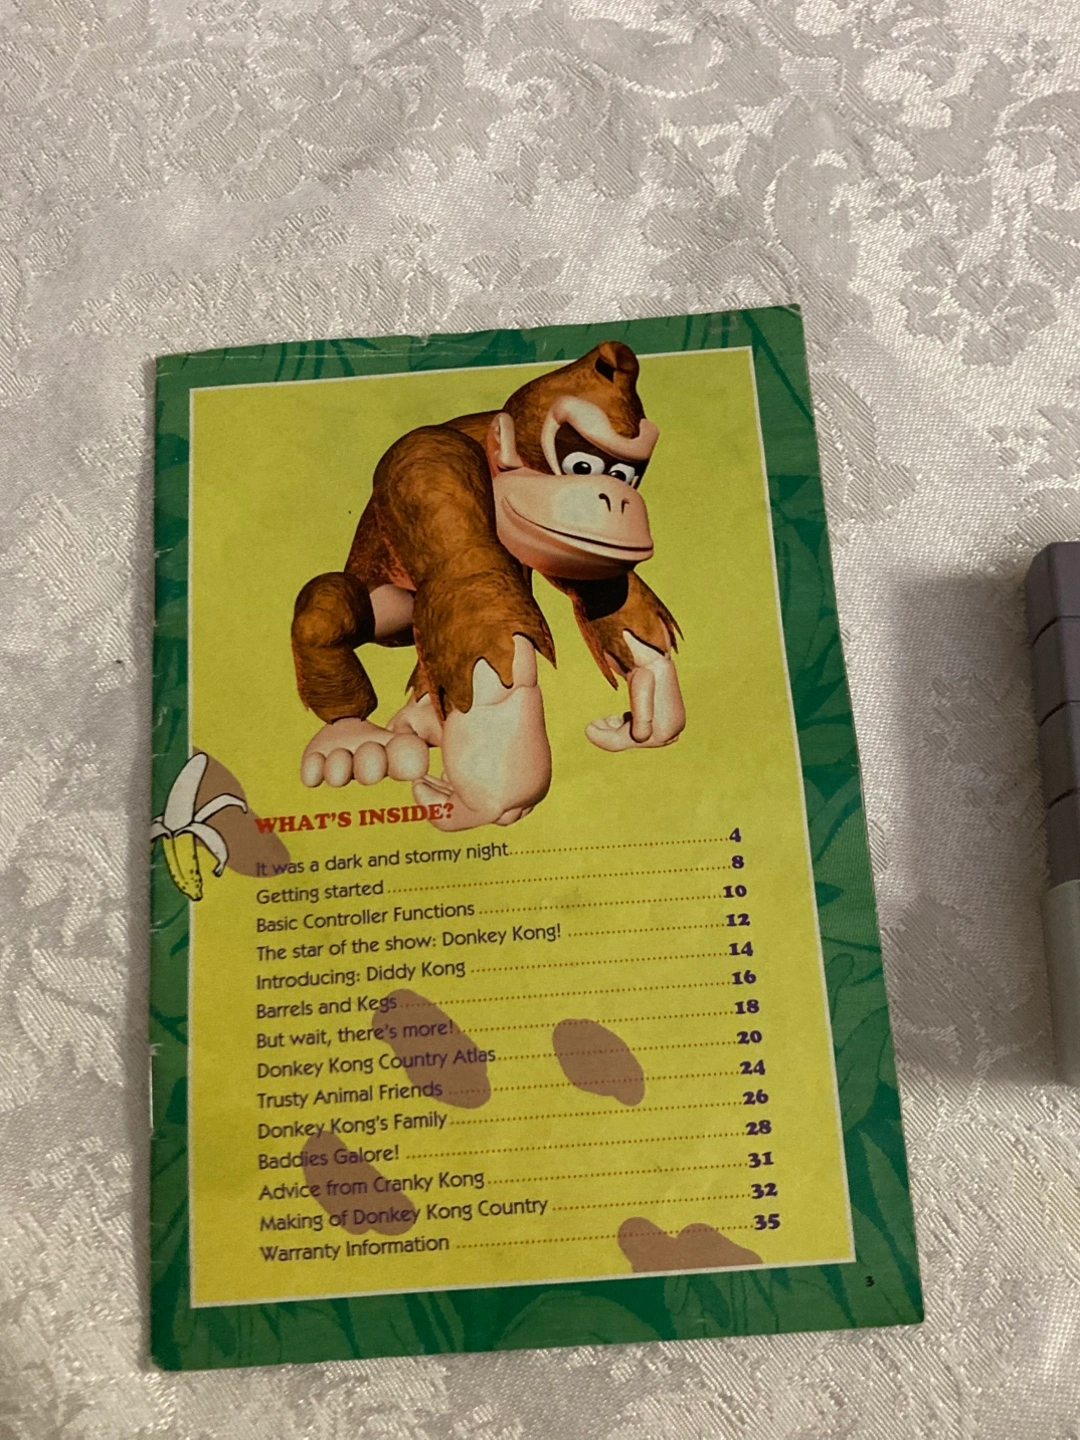 WHAT'S INSIDE?
It was a dark and stormy night..................................4
Getting started..................................8
Basic Controller Functions..................................10
The star of the show: Donkey Kong!..................................12
Introducing: Diddy Kong..................................14
Barrels and Kegs..................................16
But wait, there's more!..................................18
Donkey Kong Country Atlas..................................20
Trusty Animal Friends..................................24
Donkey Kong's Family..................................26
Baddies Galore!..................................28
Advice from Cranky Kong..................................31
Making of Donkey Kong Country..................................32
Warranty Information..................................35
3